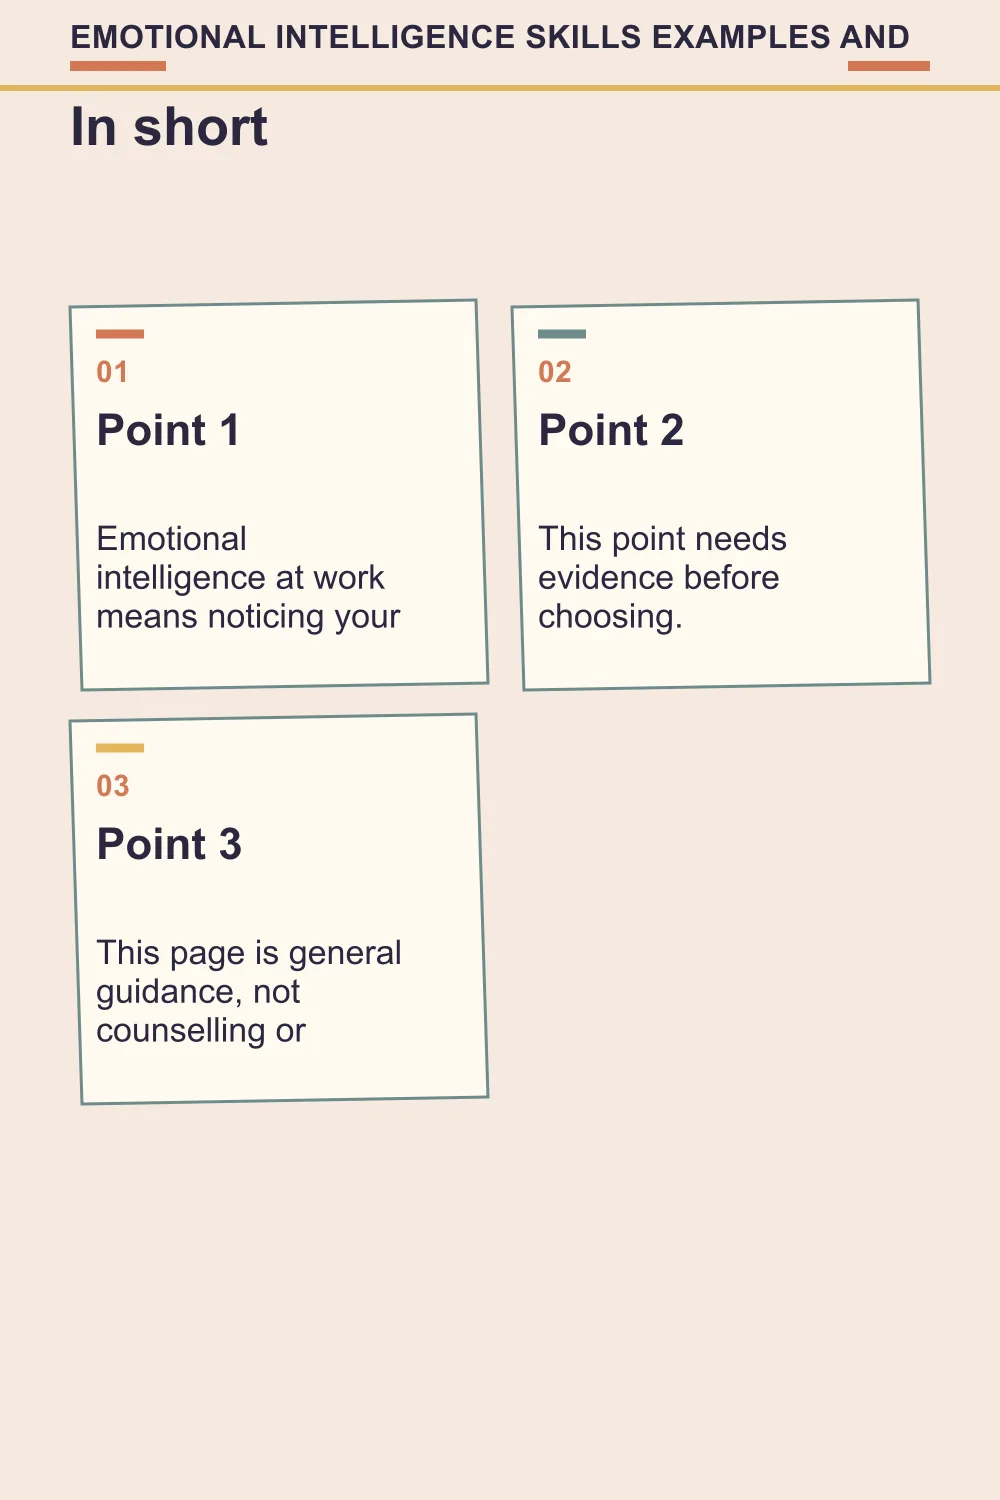 EMOTIONAL INTELLIGENCE SKILLS EXAMPLES AND
In short
01
Point 1
Emotional
intelligence at work
means noticing your
02
Point 2
This point needs
evidence before
choosing.
03
Point 3
This page is general
guidance, not
counselling or